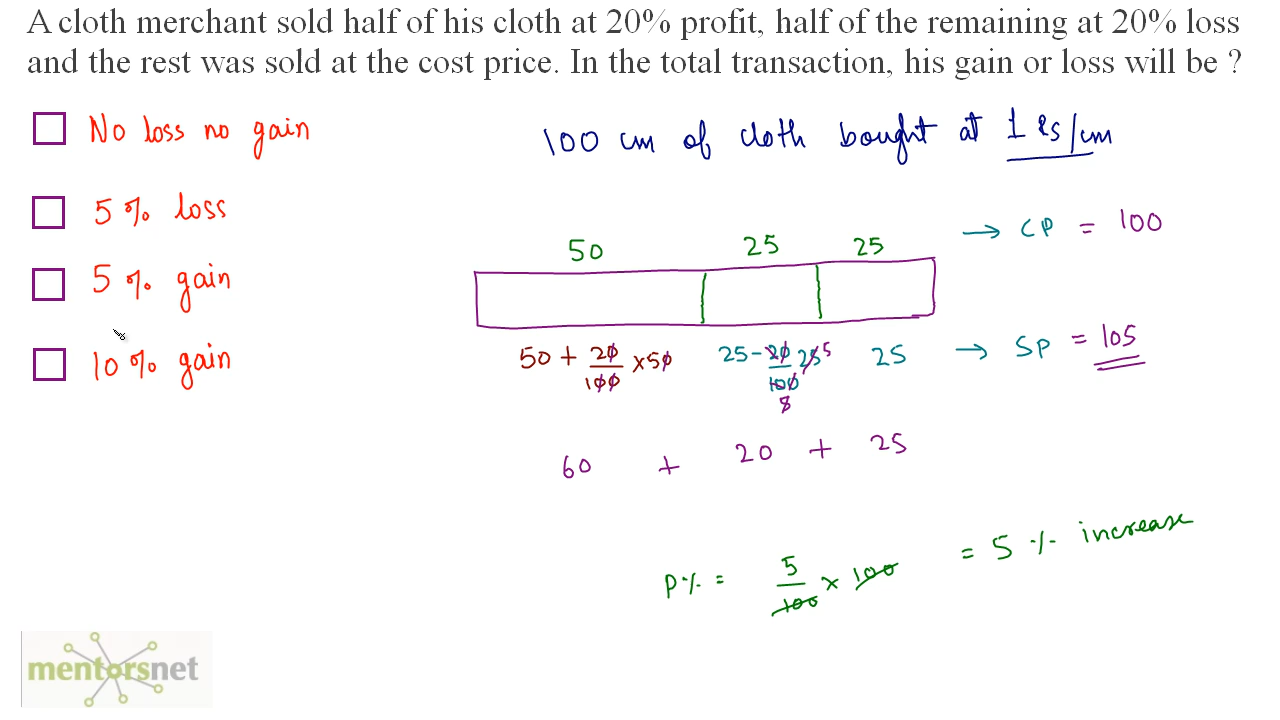 A cloth merchant sold half of his cloth at 20% profit, half of the remaining at 20% loss
and the rest was sold at the cost price. In the total transaction, his gain or loss will be ?
No loss no gain
5 % loss
5 % gain
10 % gain
100 cm of cloth bought at 1 Rs/cm
50 25 25 → CP = 100
50 + 20/100 x 50 25 - 20/100 25 5 25 → SP = 105
60 + 20 + 25
P% = 5/100 x 100 = 5 % increase
mentorsnet